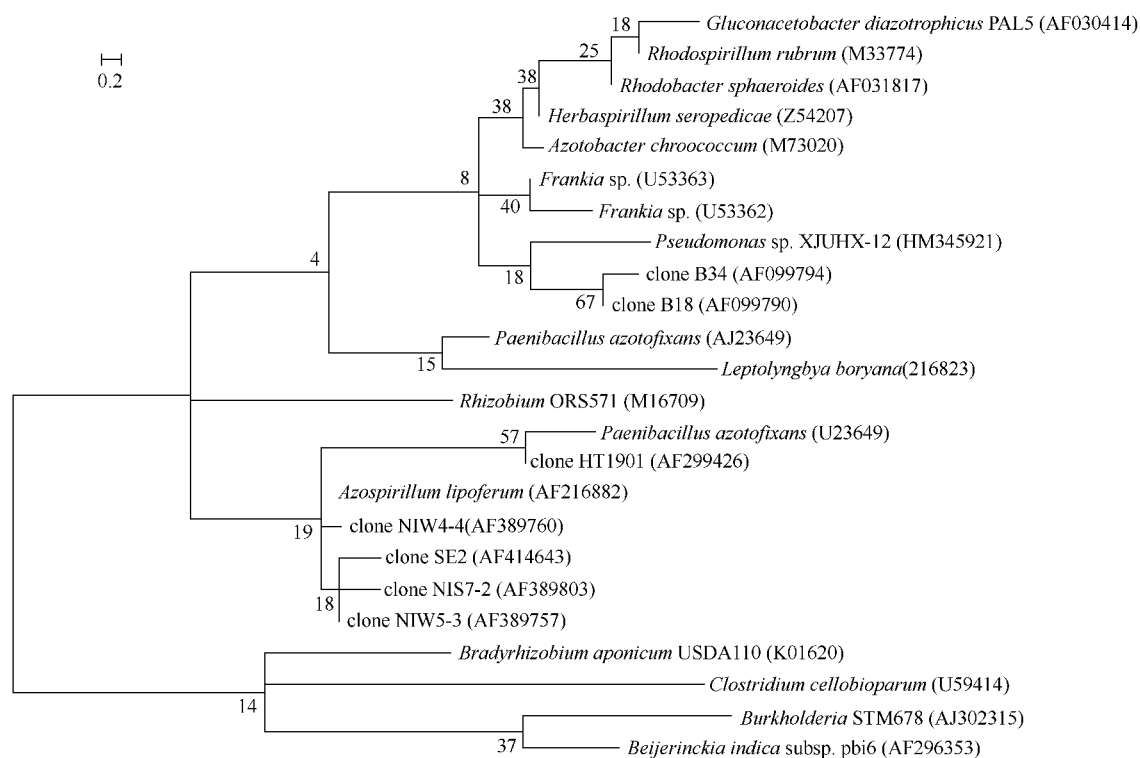 18
Gluconacetobacter diazotrophicus PAL5 (AF030414)
0.2
25
Rhodospirillum rubrum (M33774)
38
Rhodobacter sphaeroides (AF031817)
38
Herbaspirillum seropedicae (Z54207)
Azotobacter chroococcum (M73020)
8
Frankia sp. (U53363)
40
Frankia sp. (U53362)
Pseudomonas sp. XJUHX-12 (HM345921)
4
18
clone B34 (AF099794)
67
clone B18 (AF099790)
Paenibacillus azotofixans (AJ23649)
15
Leptolyngbya boryana(216823)
Rhizobium ORS571 (M16709)
57
Paenibacillus azotofixans (U23649)
clone HT1901 (AF299426)
Azospirillum lipoferum (AF216882)
19
clone NIW4-4(AF389760)
clone SE2 (AF414643)
clone NIS7-2 (AF389803)
18
clone NIW5-3 (AF389757)
Bradyrhizobium aponicum USDA110 (K01620)
Clostridium cellobioparum (U59414)
14
Burkholderia STM678 (AJ302315)
37
Beijerinckia indica subsp. pbi6 (AF296353)